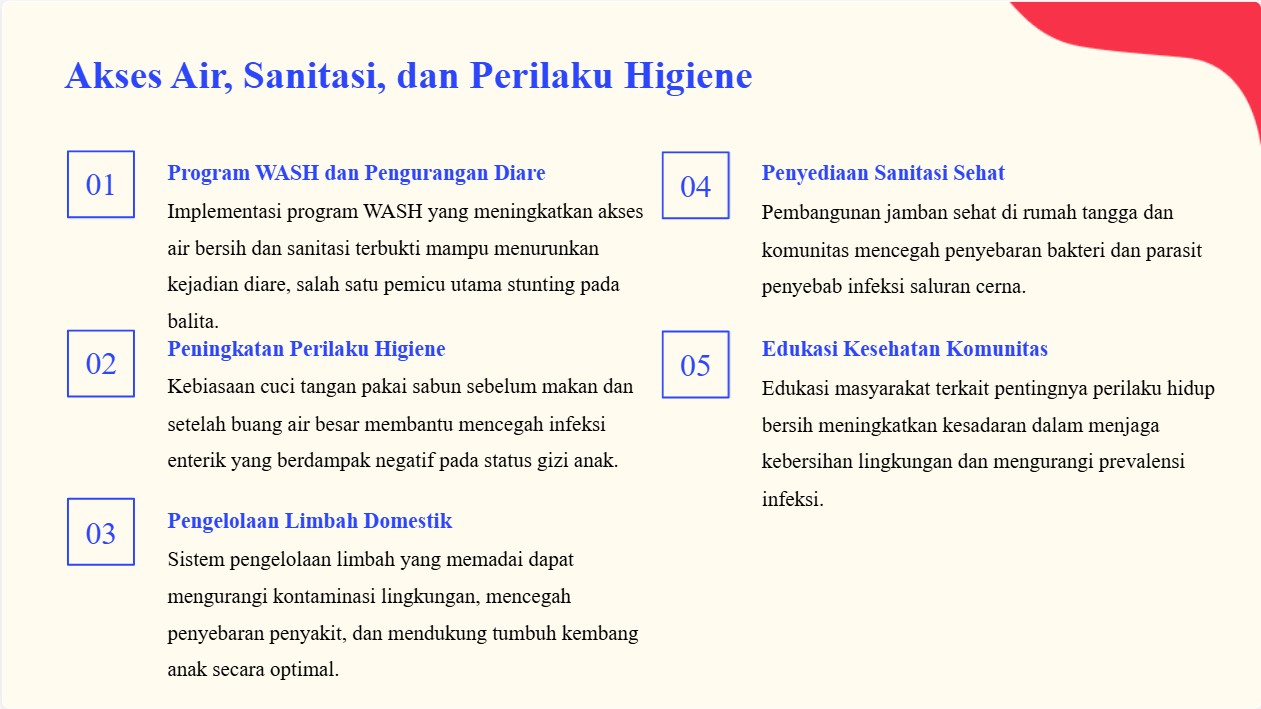 Akses Air, Sanitasi, dan Perilaku Higiene
01
Program WASH dan Pengurangan Diare
Implementasi program WASH yang meningkatkan akses
air bersih dan sanitasi terbukti mampu menurunkan
kejadian diare, salah satu pemicu utama stunting pada
balita.
02
Peningkatan Perilaku Higiene
Kebiasaan cuci tangan pakai sabun sebelum makan dan
setelah buang air besar membantu mencegah infeksi
enterik yang berdampak negatif pada status gizi anak.
03
Pengelolaan Limbah Domestik
Sistem pengelolaan limbah yang memadai dapat
mengurangi kontaminasi lingkungan, mencegah
penyebaran penyakit, dan mendukung tumbuh kembang
anak secara optimal.
04
Penyediaan Sanitasi Sehat
Pembangunan jamban sehat di rumah tangga dan
komunitas mencegah penyebaran bakteri dan parasit
penyebab infeksi saluran cerna.
05
Edukasi Kesehatan Komunitas
Edukasi masyarakat terkait pentingnya perilaku hidup
bersih meningkatkan kesadaran dalam menjaga
kebersihan lingkungan dan mengurangi prevalensi
infeksi.